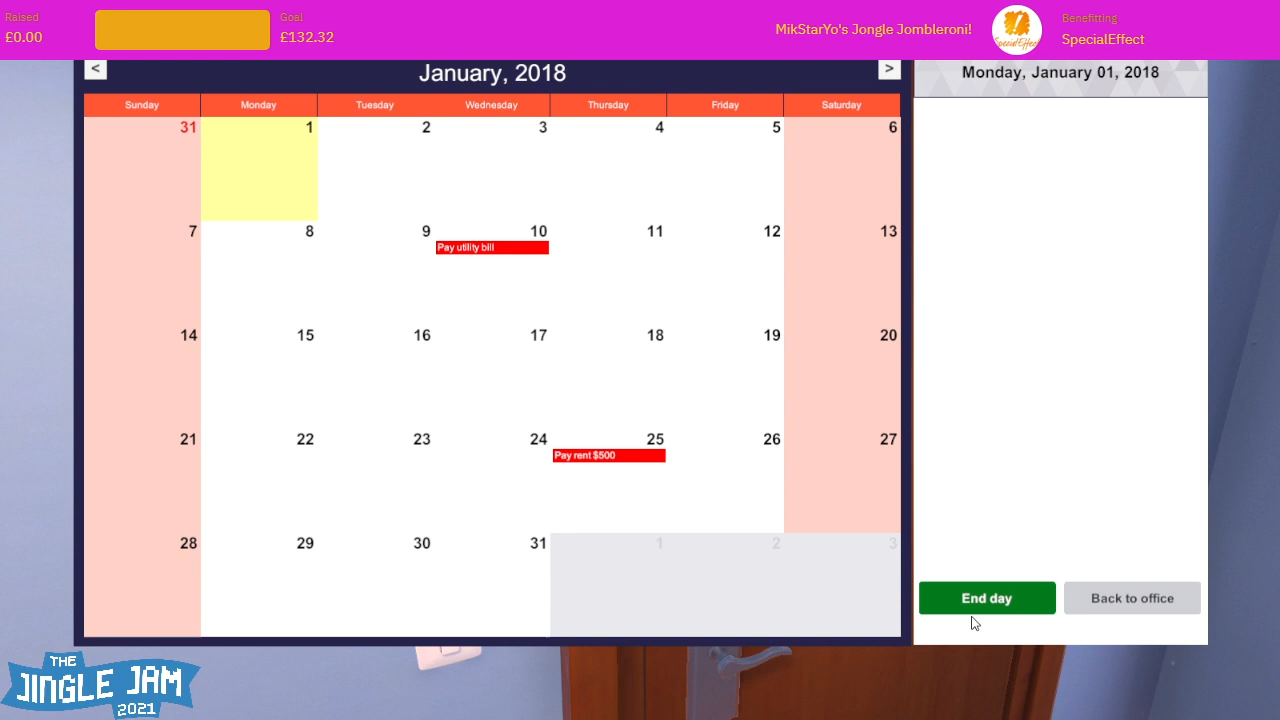 Raised
£0.00
Goal
£132.32
MikStarYo's Jongle Jombleroni!
SpecialEffect
Benefitting
SpecialEffect
<
January, 2018
>
Monday, January 01, 2018
Sunday Monday Tuesday Wednesday Thursday Friday Saturday
31 1 2 3 4 5 6
7 8 9 10 11 12 13
Pay utility bill
14 15 16 17 18 19 20
21 22 23 24 25 26 27
Pay rent $500
28 29 30 31 1 2 3
End day
Back to office
THE
JINGLE JAM
2021